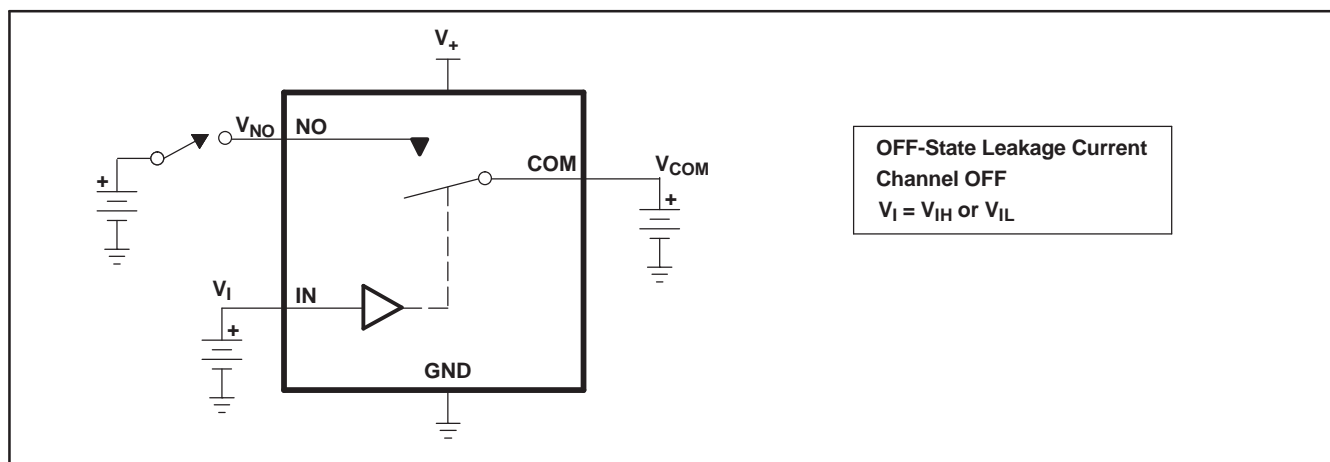 V+
VNO NO
+
COM VCOM
+
VI IN
+
GND
OFF-State Leakage Current
Channel OFF
VI = VIH or VIL